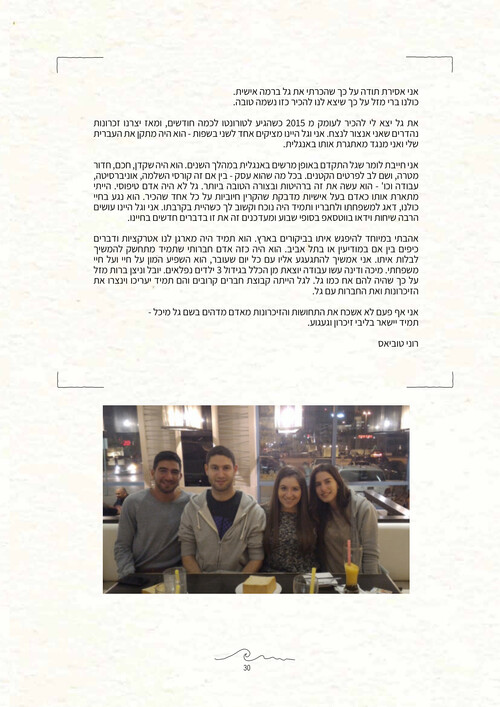 אני אסירת תודה על כך שהכרתי את גל ברמה אישית.
כולנו ברי מזל על כך שיצא לנו להכיר כזו נשמה טובה.
את גל יצא לי להכיר לעומק מ 2015 כשהגיע לטורונטו לכמה חודשים, ומאז יצרנו זכרונות
נהדרים שאני אנצור לנצח. אני וגל היינו מציקים אחד לשני בשפות - הוא היה מתקן את העברית
שלי ואני מנגד מאתגרת אותו באנגלית.
אני חייבת לומר שגל התקדם באופן מרשים באנגלית במהלך השנים. הוא היה שקדן, חכם, חדור
מטרה, ושם לב לפרטים הקטנים. בכל מה שהוא עסק - בין אם זה קורסי השלמה, אוניברסיטה,
עבודה וכו' - הוא עשה את זה ברהיטות ובצורה הטובה ביותר. גל לא היה אדם טיפוסי. הייתי
מתארת אותו כאדם בעל אישיות מדבקת שהקרין חיוביות על כל אחד שהכיר. הוא נגע בחיי
כולנו, דאג למשפחתו ולחבריו ותמיד היה נוכח וקשוב לך כשהיית בקרבתו. אני וגל היינו עושים
הרבה שיחות וידאו בווטסאפ בסופי שבוע ומעדכנים זה את זו בדברים חדשים בחיינו.
אהבתי במיוחד להיפגש איתו בביקורים בארץ. הוא תמיד היה מארגן לנו אטרקציות ודברים
כיפים בין אם במודיעין או בתל אביב. הוא היה כזה אדם חברותי שתמיד מתחשק להמשיך
לבלות איתו. אני אמשיך להתגעגע אליו עם כל יום שעובר, הוא השפיע המון על חיי ועל חיי
משפחתי. מיכה ודינה עשו עבודה יוצאת מן הכלל בגידול 3 ילדים נפלאים. יובל וניצן ברות מזל
על כך שהיה להם אח כמו גל. לגל הייתה קבוצת חברים קרובים והם תמיד יעריכו וינצרו את
הזיכרונות ואת החברות עם גל.
אני אף פעם לא אשכח את התחושות והזיכרונות מאדם מדהים בשם גל מיכל -
תמיד יישאר בליבי זיכרון וגעגוע.
רוני טוביאס
30